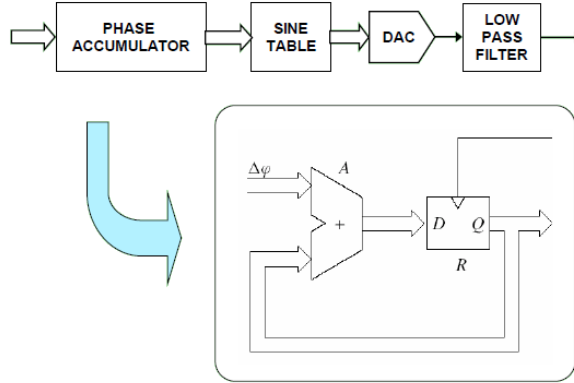 PHASE
ACCUMULATOR
SINE
TABLE
DAC
LOW
PASS
FILTER
Δφ
A
+
D
Q
R